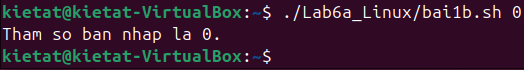 kietat@kietat-VirtualBox:~$ ./Lab6a_Linux/bai1b.sh 0
Tham so ban nhap la 0.
kietat@kietat-VirtualBox:~$